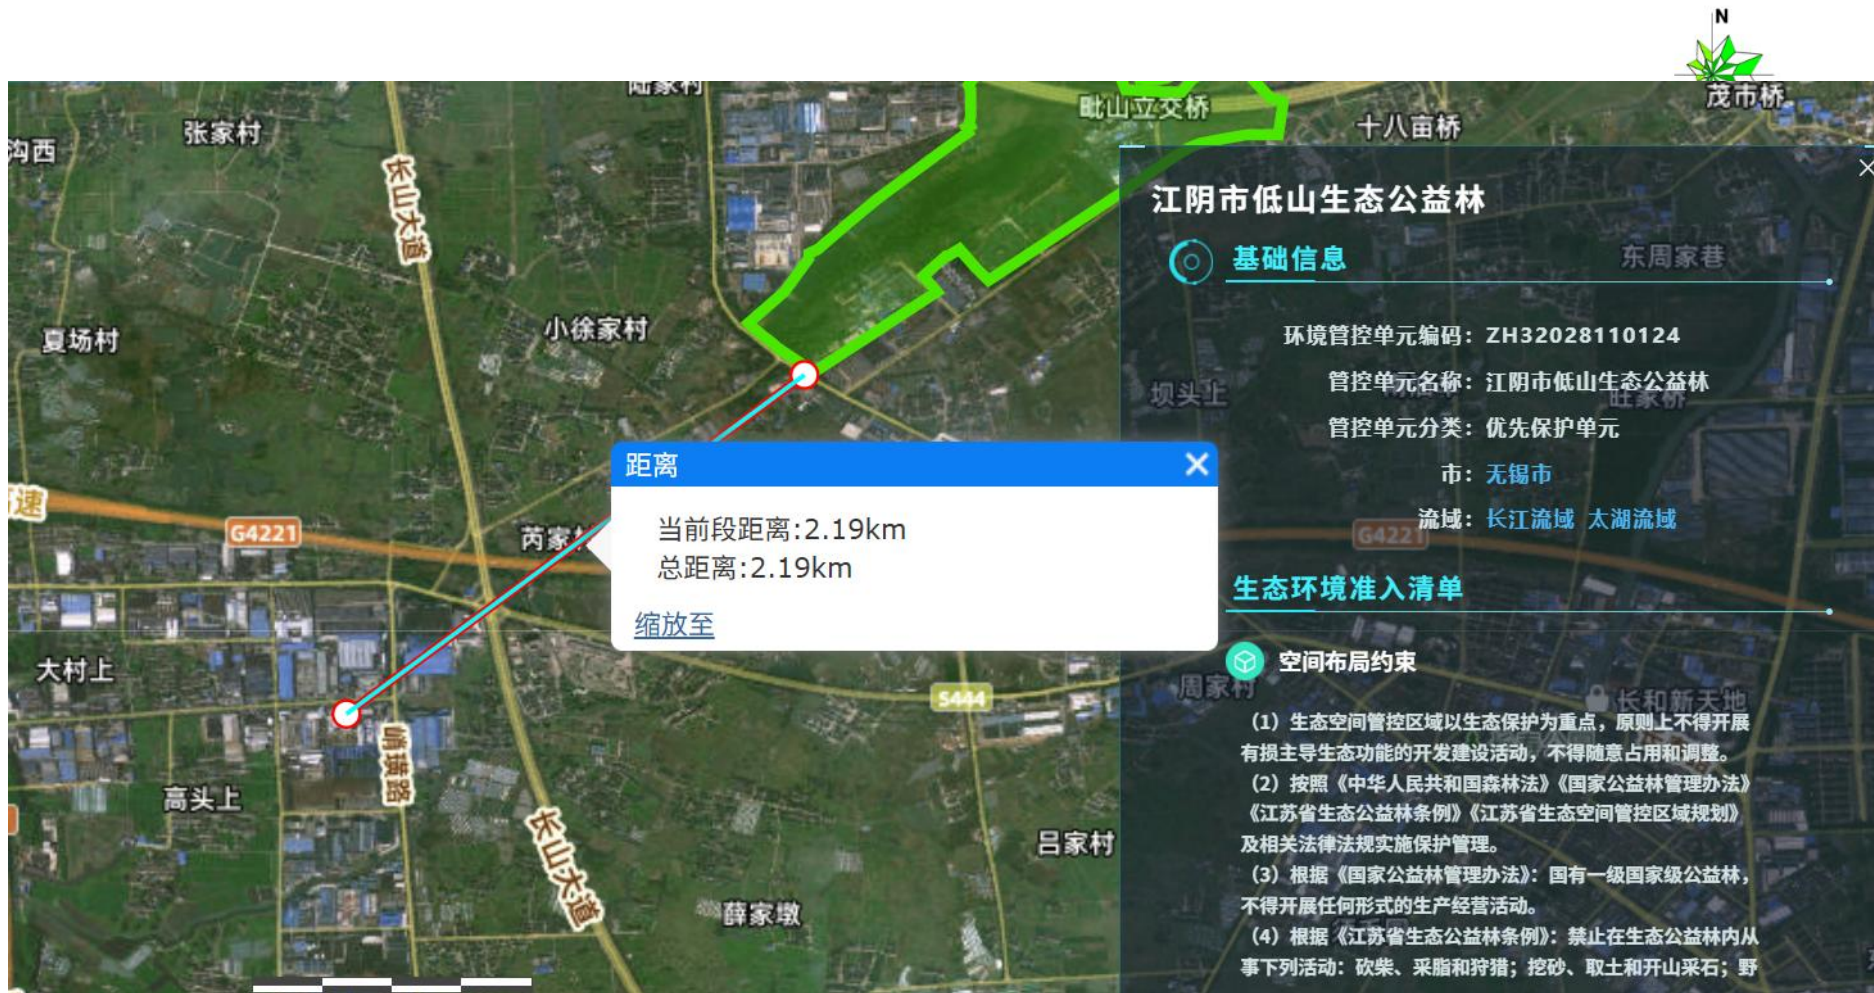 N
陆家村
毗山立交桥
茂市桥
十八亩桥
张家村
沟西
长山大道
江阴市低山生态公益林
基础信息
东周家巷
夏场村
小徐家村
环境管控单元编码：ZH32028110124
管控单元名称：江阴市低山生态公益林
坝头上
旺家桥
管控单元分类：优先保护单元
距离
市：无锡市
速
G4221
芮家村
当前段距离:2.19km
总距离:2.19km
流域：长江流域 太湖流域
G4221
生态环境准入清单
缩放至
大村上
空间布局约束
周家村
S444
长和新天地
（1）生态空间管控区域以生态保护为重点，原则上不得开展
有损主导生态功能的开发建设活动，不得随意占用和调整。
（2）按照《中华人民共和国森林法》《国家公益林管理办法》
《江苏省生态公益林条例》《江苏省生态空间管控区域规划》
及相关法律法规实施保护管理。
高头上
长山大道
吕家村
（3）根据《国家公益林管理办法》：国有一级国家级公益林，
不得开展任何形式的生产经营活动。
薛家墩
（4）根据《江苏省生态公益林条例》：禁止在生态公益林内从
事下列活动：砍柴、采脂和狩猎；挖砂、取土和开山采石；野